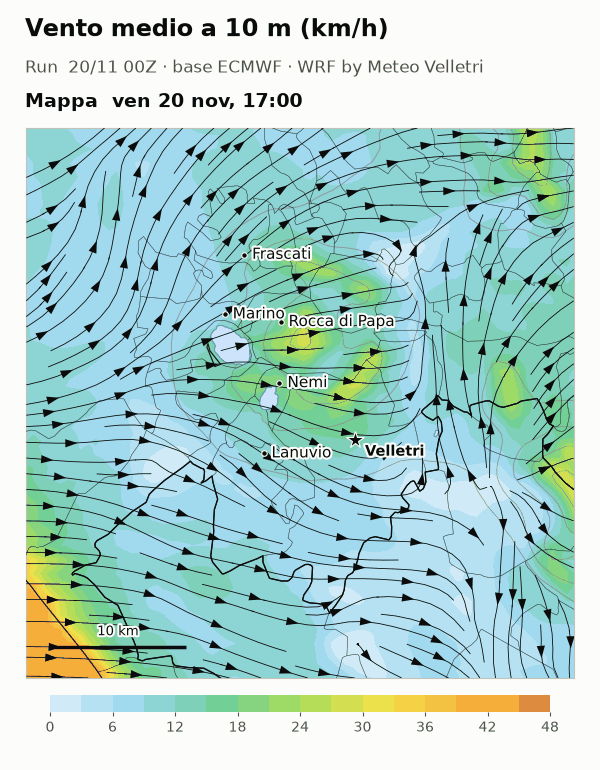 Vento medio a 10 m (km/h)
Run 20/11 00Z · base ECMWF · WRF by Meteo Velletri
Mappa ven 20 nov, 17:00
Frascati
Marino
Rocca di Papa
Nemi
Velletri
Lanuvio
10 km
0 6 12 18 24 30 36 42 48